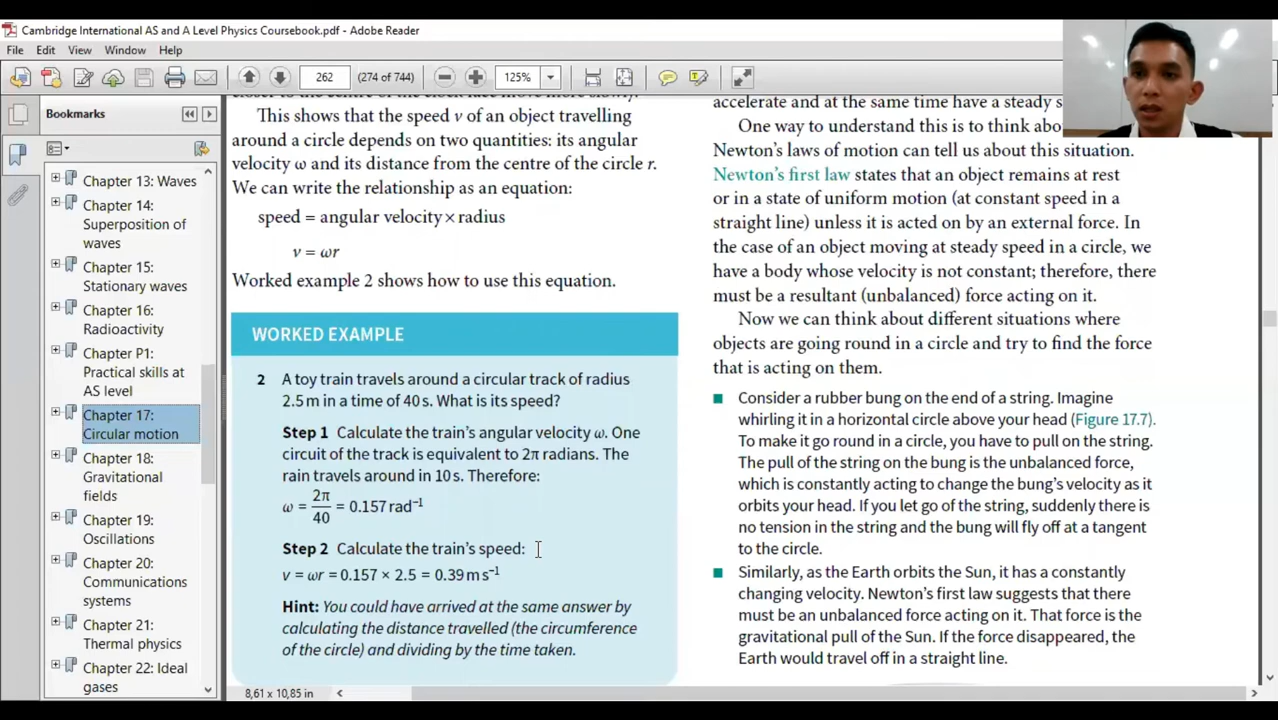 Cambridge International AS and A Level Physics Coursebook.pdf - Adobe Reader
File Edit View Window Help
262 (274 of 744) 125%
Bookmarks
Chapter 13: Waves
Chapter 14:
Superposition of
waves
Chapter 15:
Stationary waves
Chapter 16:
Radioactivity
Chapter P1:
Practical skills at
AS level
Chapter 17:
Circular motion
Chapter 18:
Gravitational
fields
Chapter 19:
Oscillations
Chapter 20:
Communications
systems
Chapter 21:
Thermal physics
Chapter 22: Ideal
gases
This shows that the speed v of an object travelling
around a circle depends on two quantities: its angular
velocity ω and its distance from the centre of the circle r.
We can write the relationship as an equation:
speed = angular velocity × radius
v = ωr
Worked example 2 shows how to use this equation.
WORKED EXAMPLE
2 A toy train travels around a circular track of radius
2.5 m in a time of 40 s. What is its speed?
Step 1 Calculate the train's angular velocity ω. One
circuit of the track is equivalent to 2π radians. The
rain travels around in 10 s. Therefore:
ω = 2π/40 = 0.157 rad⁻¹
Step 2 Calculate the train's speed:
v = ωr = 0.157 × 2.5 = 0.39 m s⁻¹
Hint: You could have arrived at the same answer by
calculating the distance travelled (the circumference
of the circle) and dividing by the time taken.
accelerate and at the same time have a steady s
One way to understand this is to think abo
Newton's laws of motion can tell us about this situation.
Newton's first law states that an object remains at rest
or in a state of uniform motion (at constant speed in a
straight line) unless it is acted on by an external force. In
the case of an object moving at steady speed in a circle, we
have a body whose velocity is not constant; therefore, there
must be a resultant (unbalanced) force acting on it.
Now we can think about different situations where
objects are going round in a circle and try to find the force
that is acting on them.
■ Consider a rubber bung on the end of a string. Imagine
whirling it in a horizontal circle above your head (Figure 17.7).
To make it go round in a circle, you have to pull on the string.
The pull of the string on the bung is the unbalanced force,
which is constantly acting to change the bung's velocity as it
orbits your head. If you let go of the string, suddenly there is
no tension in the string and the bung will fly off at a tangent
to the circle.
■ Similarly, as the Earth orbits the Sun, it has a constantly
changing velocity. Newton's first law suggests that there
must be an unbalanced force acting on it. That force is the
gravitational pull of the Sun. If the force disappeared, the
Earth would travel off in a straight line.
8,61 x 10,85 in